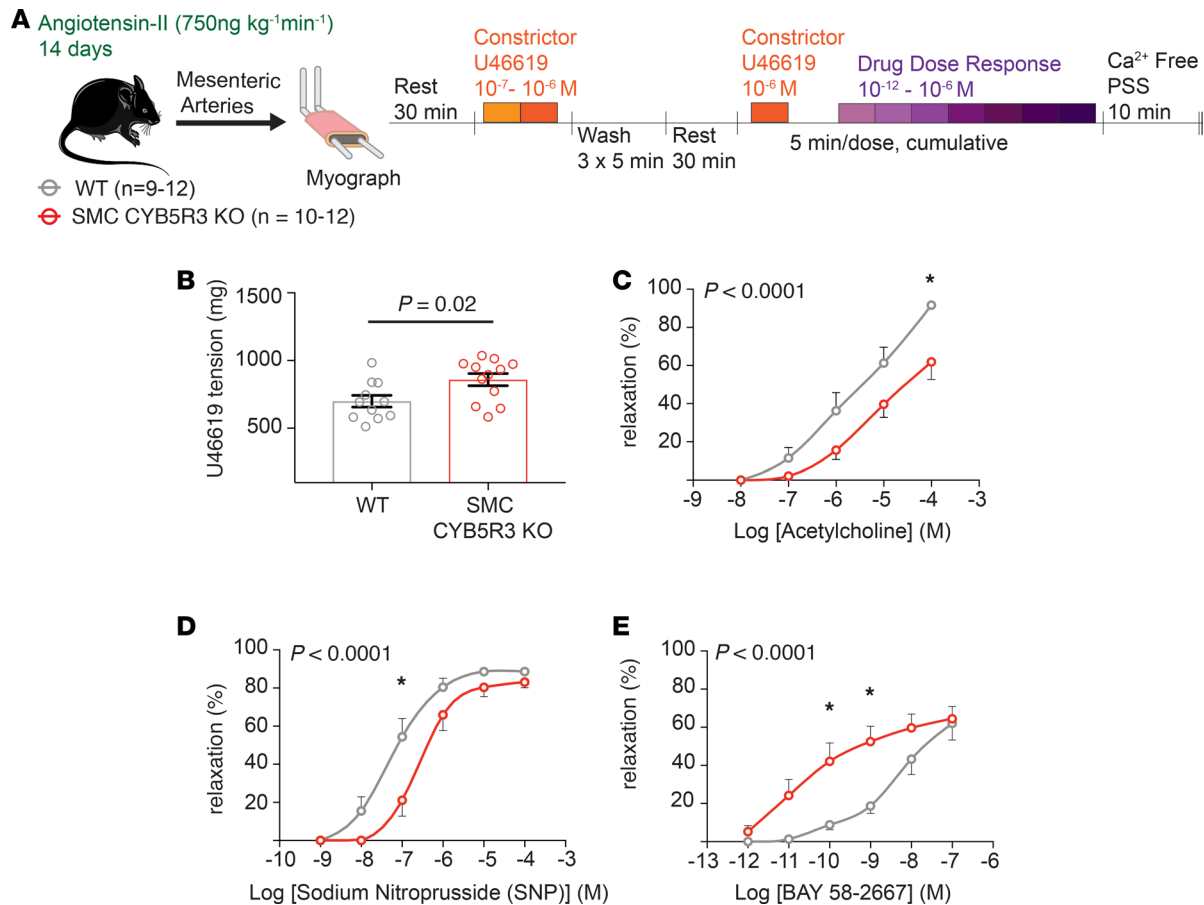 A
Angiotensin-II (750ng kg⁻¹min⁻¹)
14 days
Mesenteric
Arteries
Myograph
WT (n=9-12)
SMC CYB5R3 KO (n = 10-12)
Rest
30 min
Constrictor
U46619
10⁻⁷- 10⁻⁶ M
Wash
3 x 5 min
Rest
30 min
Constrictor
U46619
10⁻⁶ M
Drug Dose Response
10⁻¹² - 10⁻⁶ M
5 min/dose, cumulative
Ca²⁺ Free
PSS
10 min
B
U46619 tension (mg)
1500
1000
500
P = 0.02
WT
SMC
CYB5R3 KO
C
relaxation (%)
P < 0.0001
*
100
80
60
40
20
-9 -8 -7 -6 -5 -4 -3
Log [Acetylcholine] (M)
D
relaxation (%)
P < 0.0001
*
100
80
60
40
20
-10 -9 -8 -7 -6 -5 -4 -3
Log [Sodium Nitroprusside (SNP)] (M)
E
relaxation (%)
P < 0.0001
* *
100
80
60
40
20
-13 -12 -11 -10 -9 -8 -7 -6
Log [BAY 58-2667] (M)